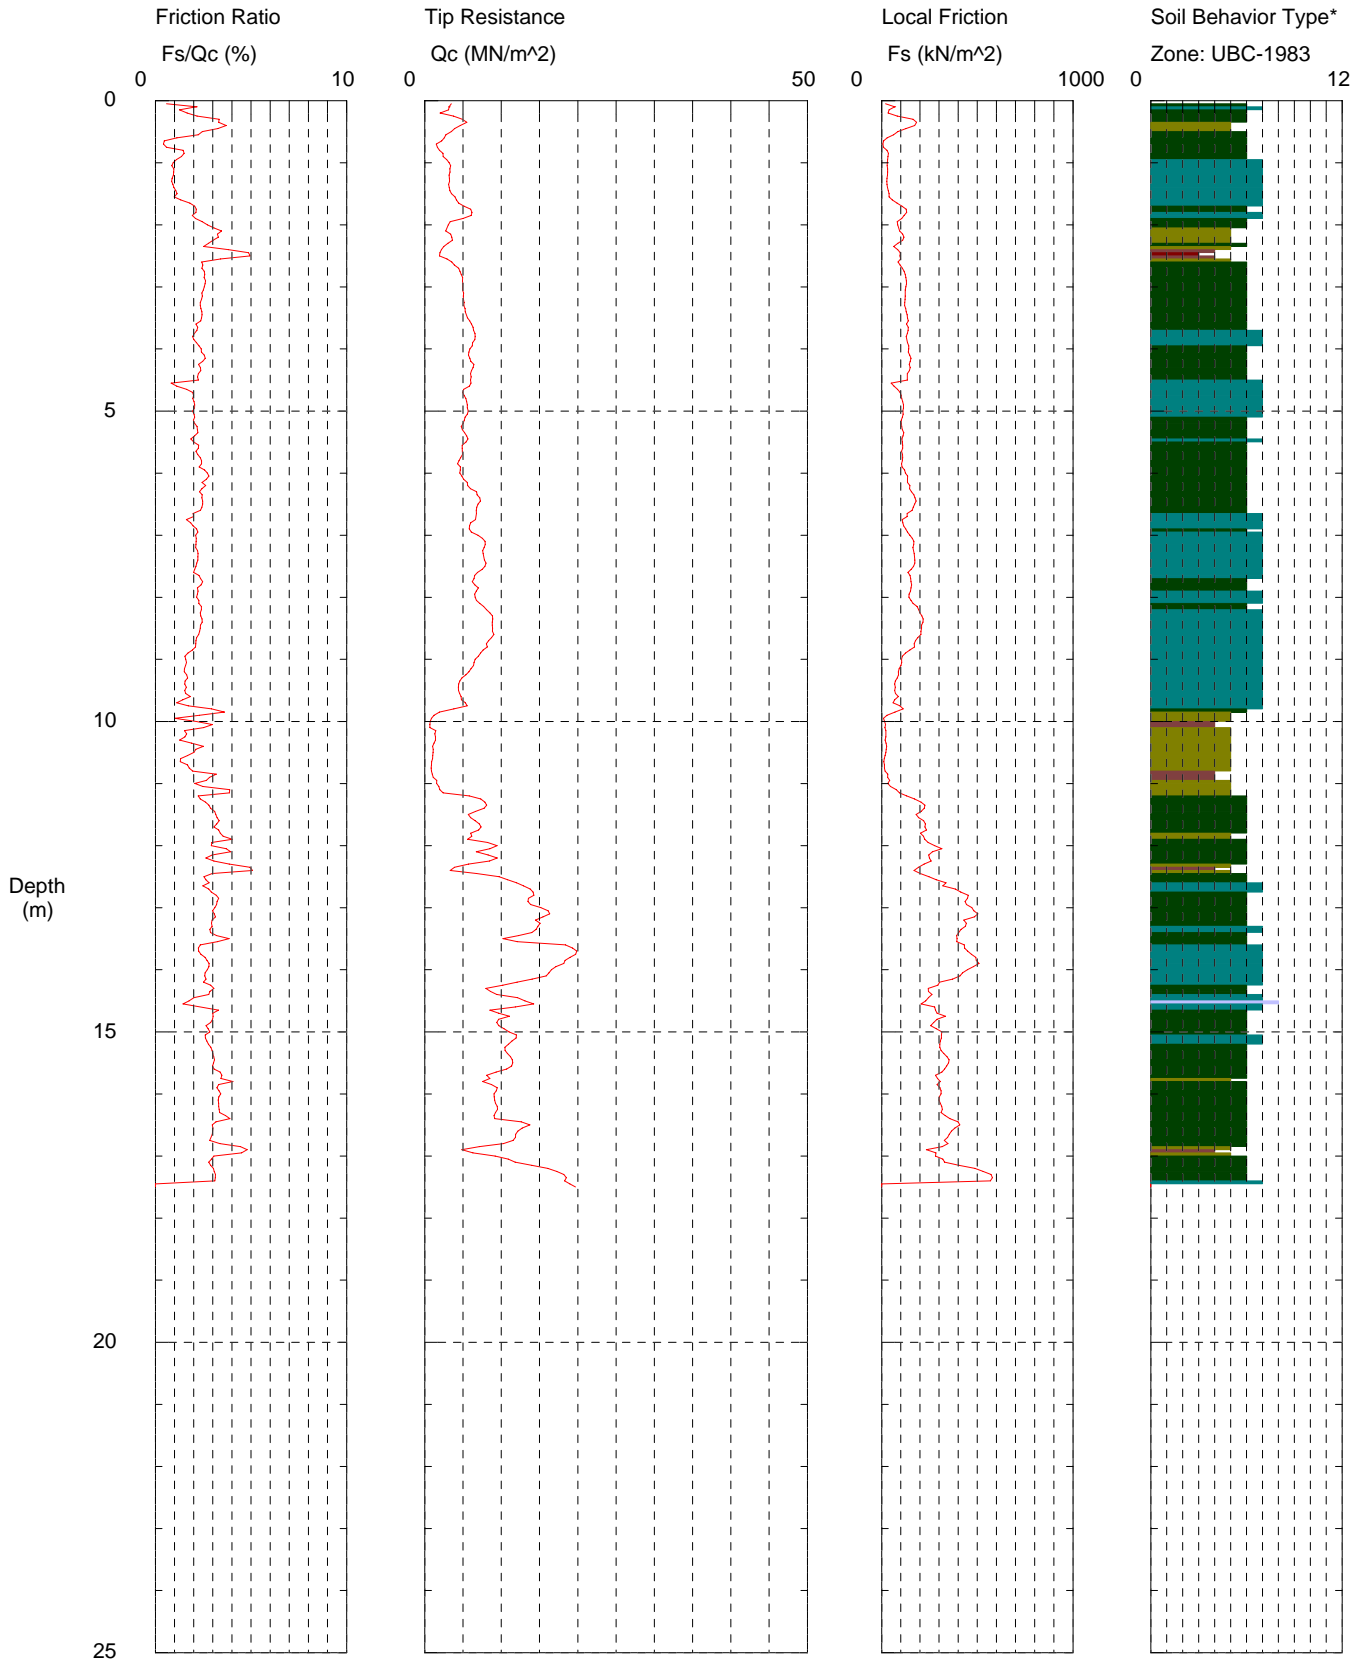 Friction Ratio Tip Resistance Local Friction Soil Behavior Type*
Fs/Qc (%) Qc (MN/m^2) Fs (kN/m^2) Zone: UBC-1983
0 10 0 50 0 1000 0 12
0
5
10
Depth
(m)
15
20
25